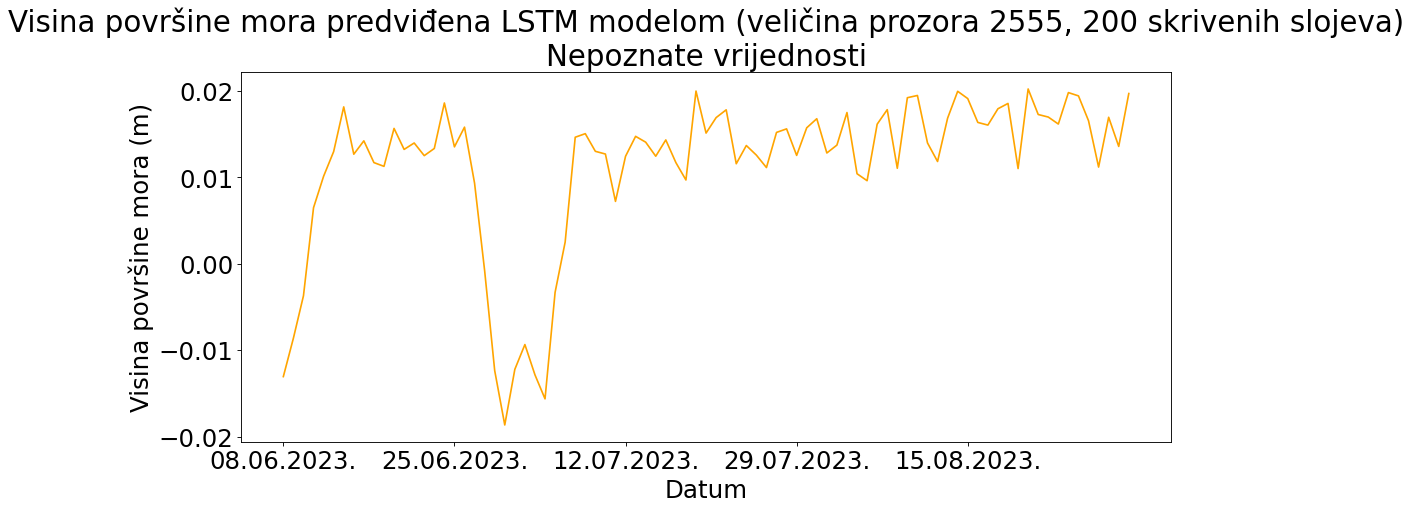 Visina površine mora predviđena LSTM modelom (veličina prozora 2555, 200 skrivenih slojeva)
Nepoznate vrijednosti
Visina površine mora (m)
0.02
0.01
0.00
−0.01
−0.02
08.06.2023. 25.06.2023. 12.07.2023. 29.07.2023. 15.08.2023.
Datum